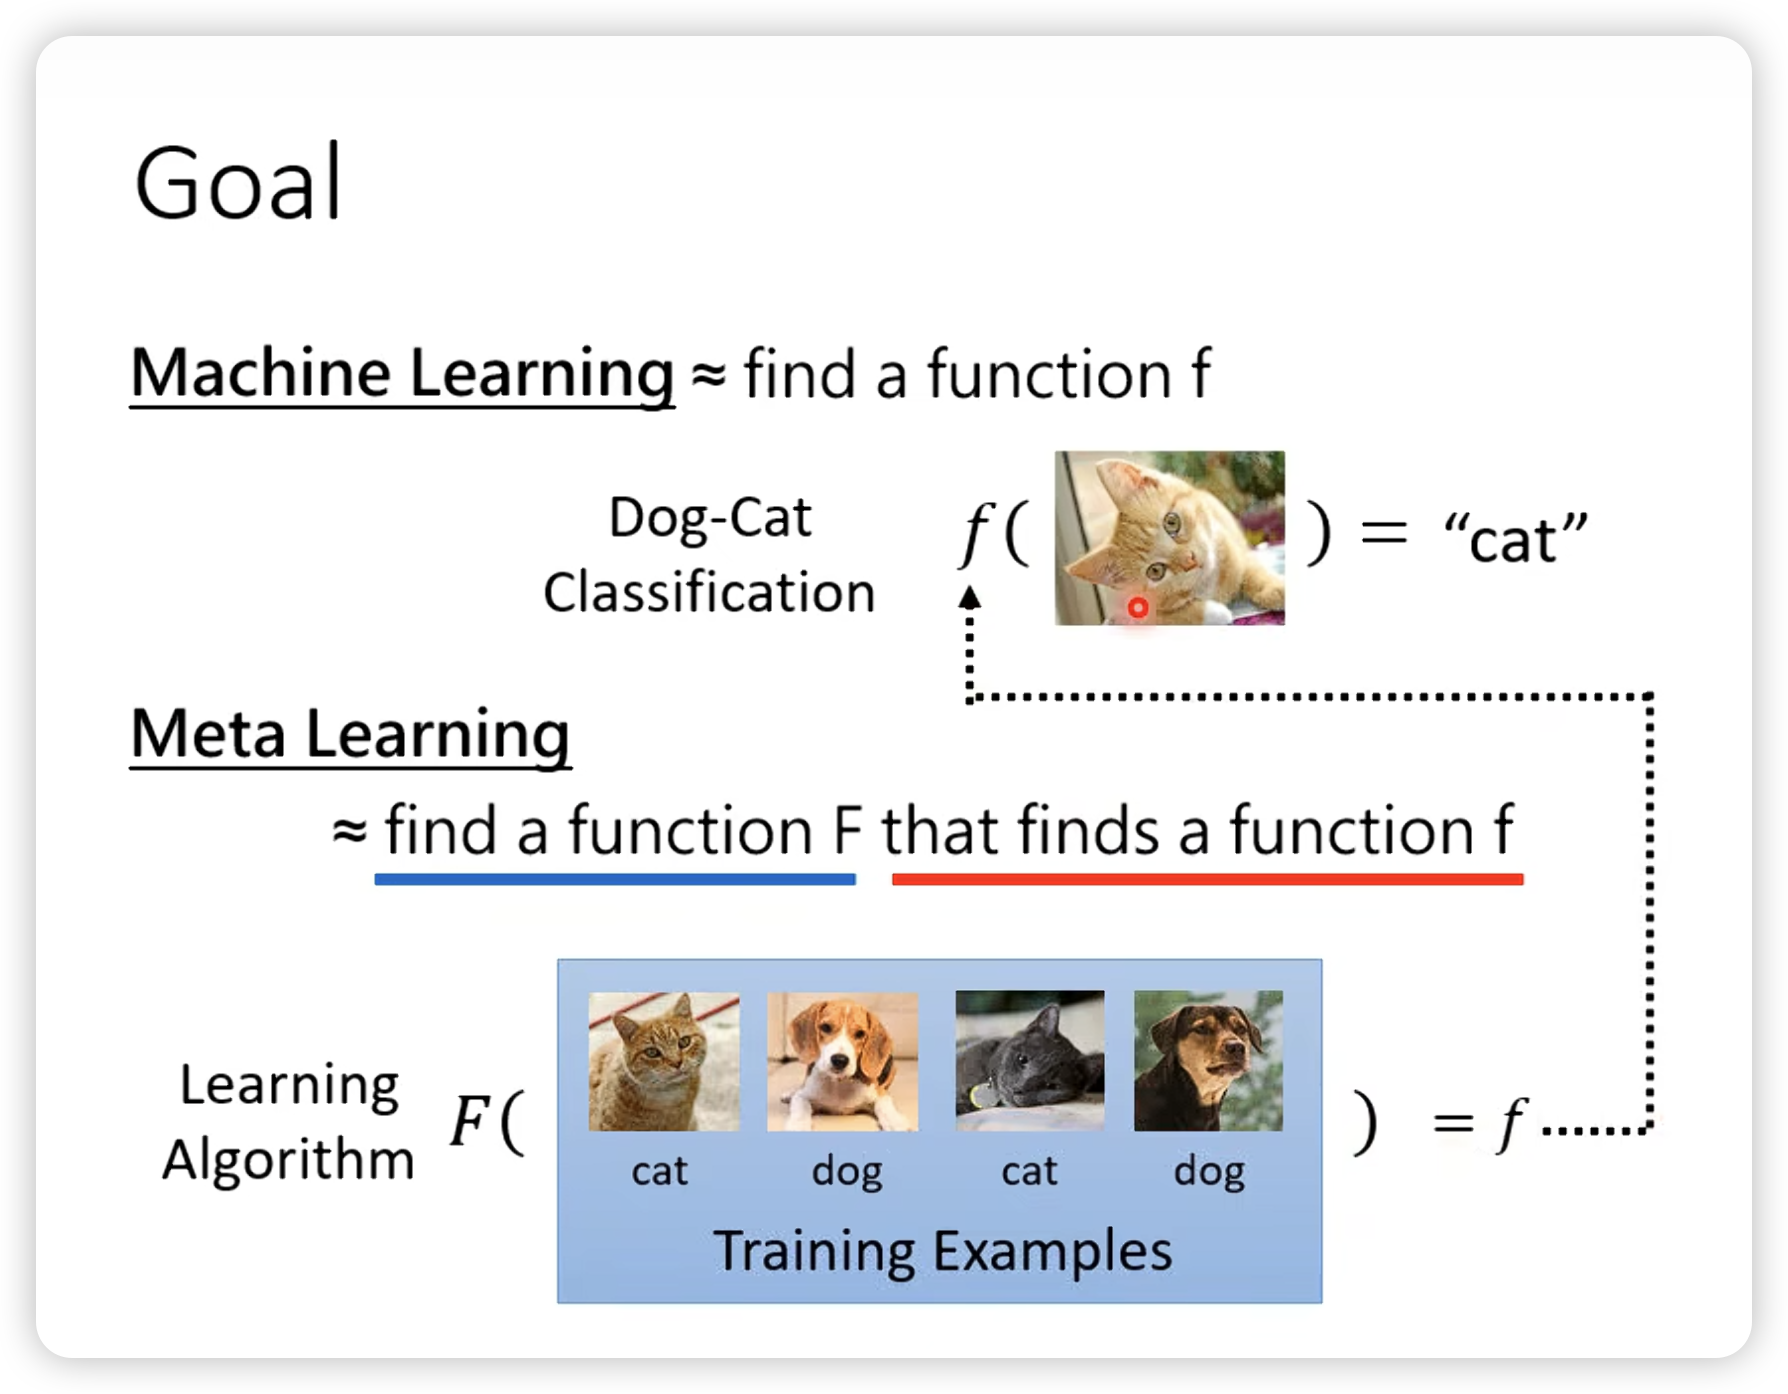 Goal
Machine Learning ≈ find a function f
Dog-Cat
Classification
f( ) = “cat”
Meta Learning
≈ find a function F that finds a function f
Learning
Algorithm
F( ) = f
cat dog cat dog
Training Examples